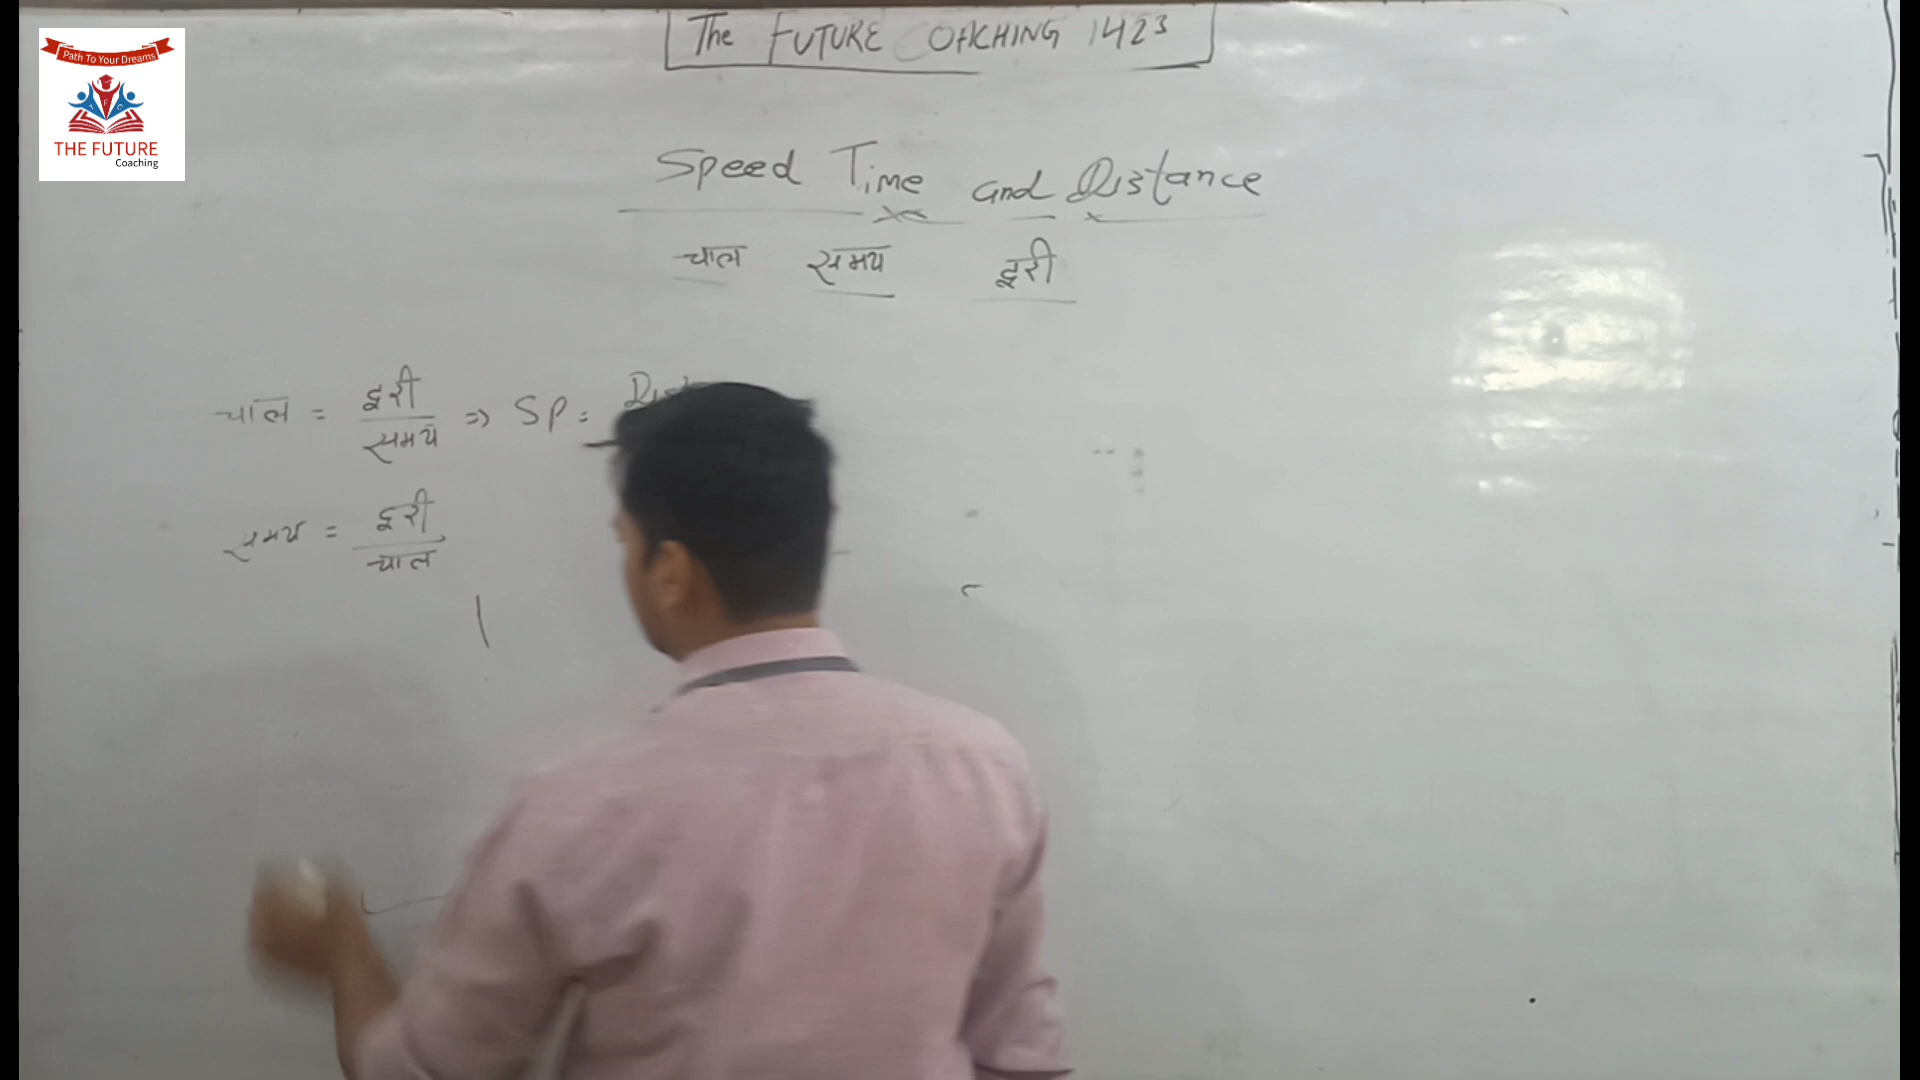 Path To Your Dreams
THE FUTURE
Coaching
The FUTURE COACHING 1423
Speed Time and Distance
चाल समय दूरी
चाल = दूरी / समय => SP =
समय = दूरी / चाल